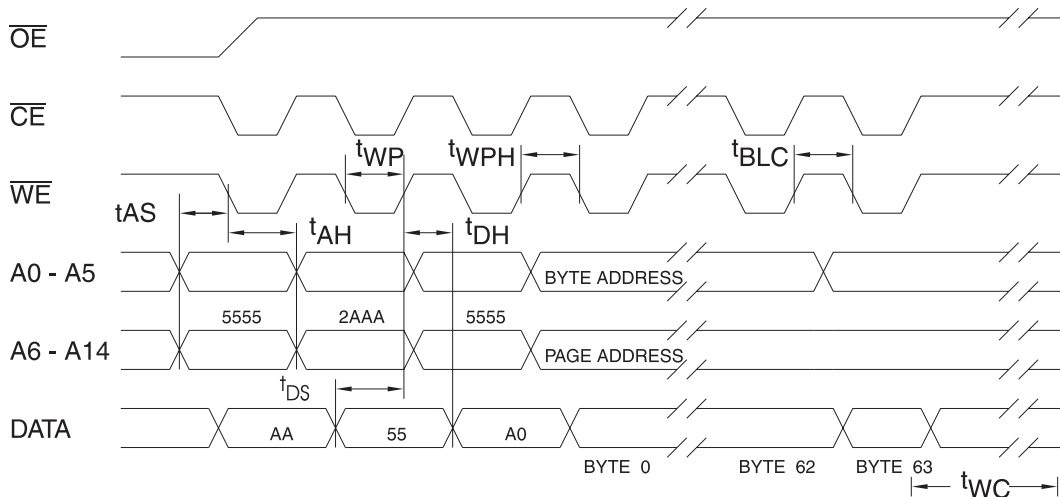 OE
CE
tWP tWPH tBLC
WE
tAS tAH tDH
A0 - A5 BYTE ADDRESS
5555 2AAA 5555
A6 - A14 PAGE ADDRESS
tDS
DATA AA 55 A0
BYTE 0 BYTE 62 BYTE 63
tWC